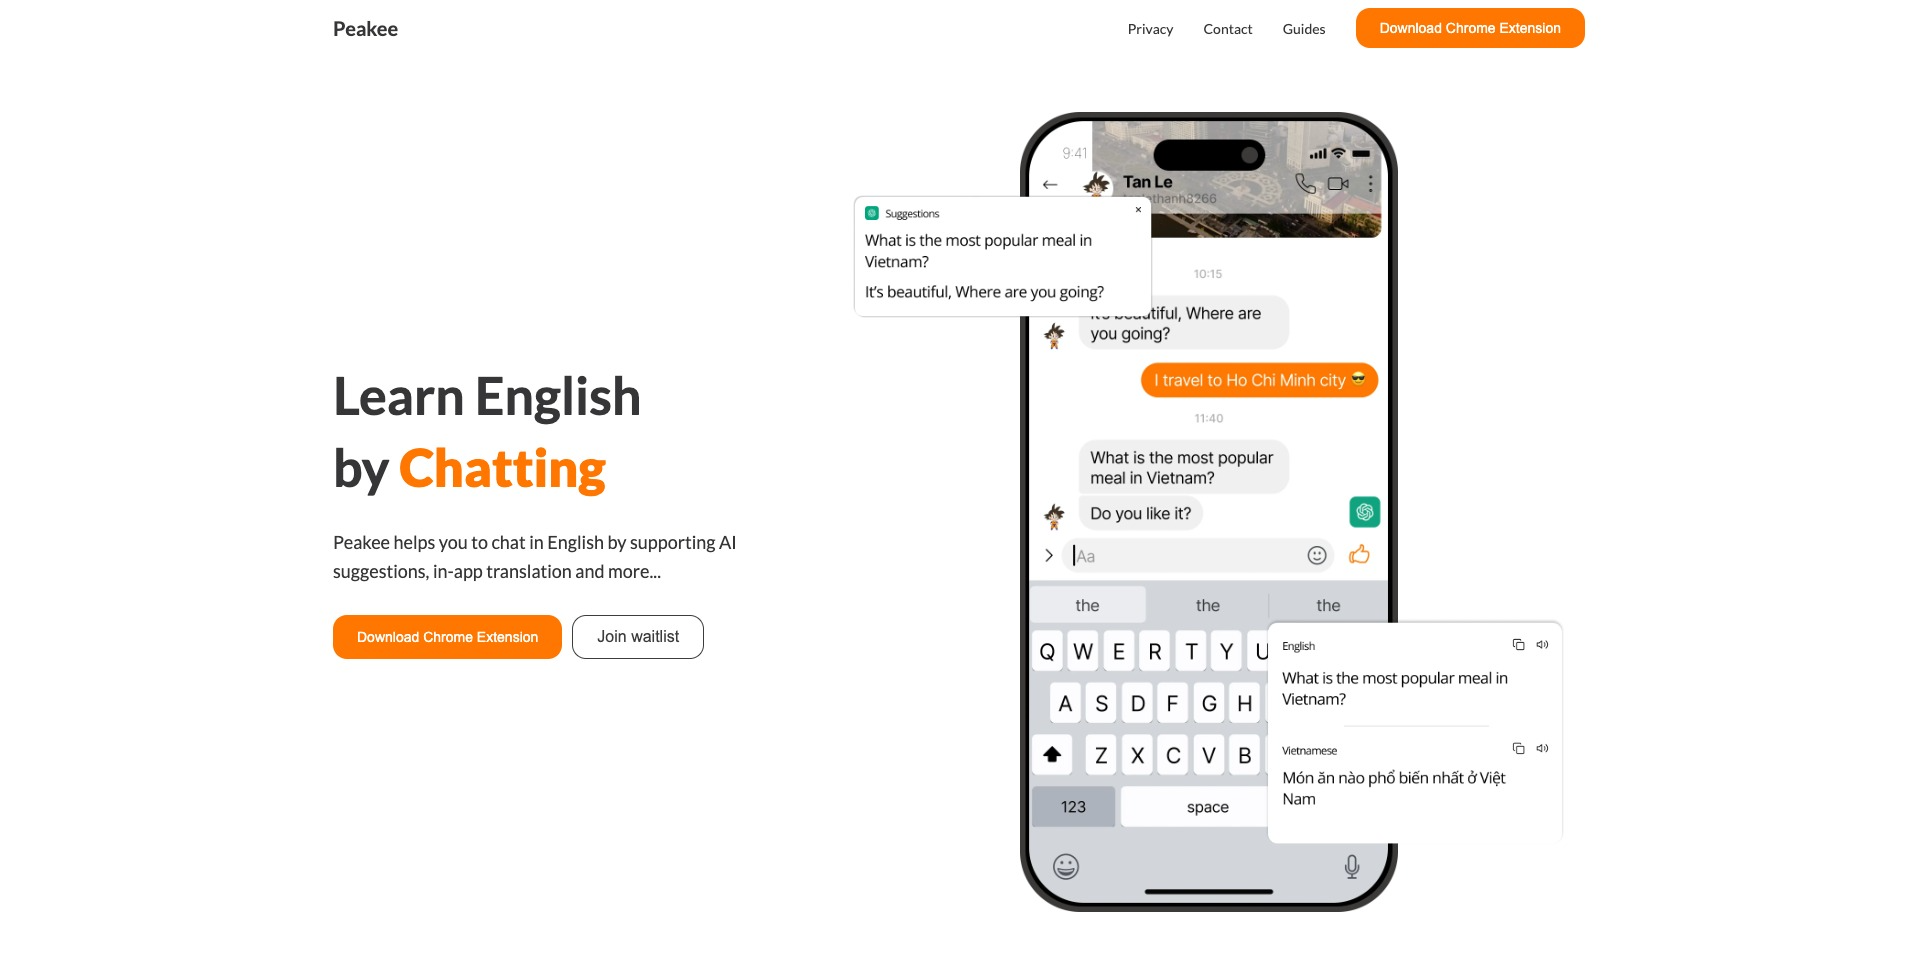 Peakee
Privacy
Contact
Guides
Download Chrome Extension
Learn English
by Chatting
Peakee helps you to chat in English by supporting AI
suggestions, in-app translation and more...
Download Chrome Extension
Join waitlist
9:41
Tan Le
Suggestions
What is the most popular meal in
Vietnam?
It's beautiful, Where are you going?
10:15
It's beautiful, Where are
you going?
I travel to Ho Chi Minh city
11:40
What is the most popular
meal in Vietnam?
Do you like it?
Aa
the the the
Q W E R T Y U
A S D F G H
Z X C V B
123 space
English
What is the most popular meal in
Vietnam?
Vietnamese
Món ăn nào phổ biến nhất ở Việt
Nam